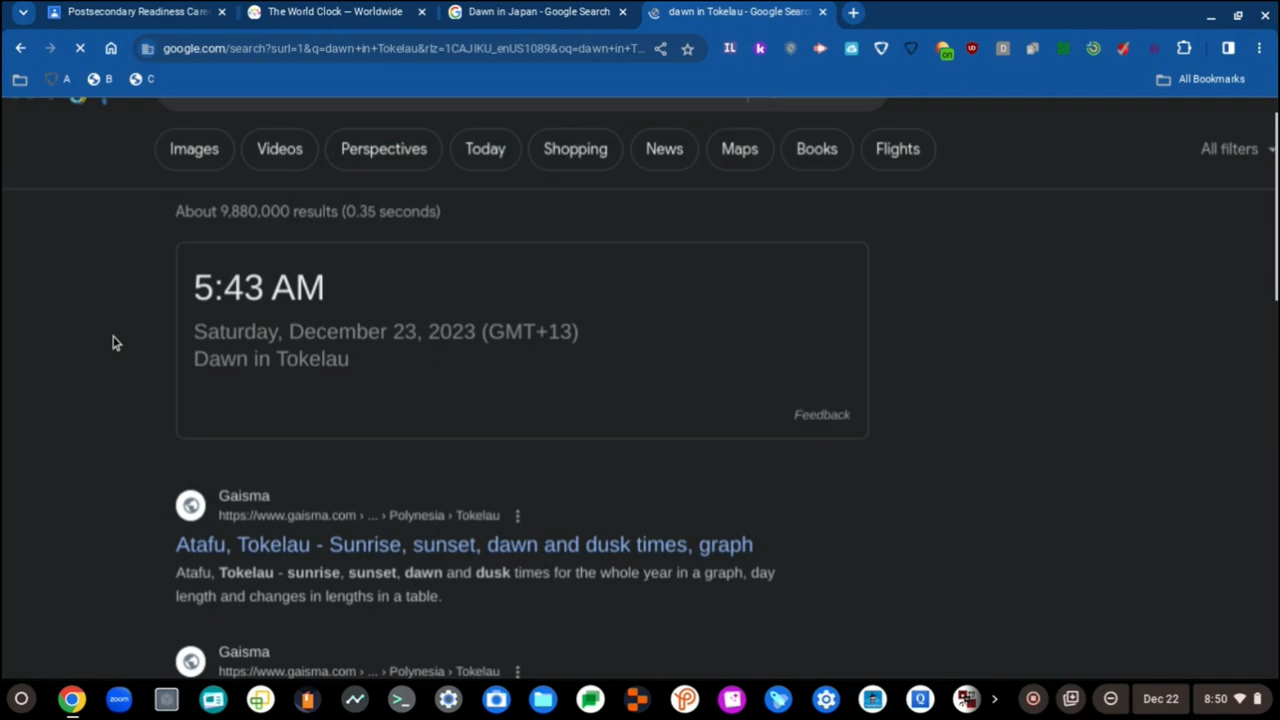 Postsecondary Readiness Care
The World Clock — Worldwide
Dawn in Japan - Google Search
dawn in Tokelau - Google Searc
google.com/search?surl=1&q=dawn+in+Tokelau&rlz=1CAJIKU_enUS1089&oq=dawn+in+T...
IL
k
on
D
A
B
C
All Bookmarks
Images
Videos
Perspectives
Today
Shopping
News
Maps
Books
Flights
All filters
About 9,880,000 results (0.35 seconds)
5:43 AM
Saturday, December 23, 2023 (GMT+13)
Dawn in Tokelau
Feedback
Gaisma
https://www.gaisma.com › ... › Polynesia › Tokelau
Atafu, Tokelau - Sunrise, sunset, dawn and dusk times, graph
Atafu, Tokelau - sunrise, sunset, dawn and dusk times for the whole year in a graph, day
length and changes in lengths in a table.
Gaisma
https://www.gaisma.com › ... › Polynesia › Tokelau
zoom
Q
Dec 22
8:50